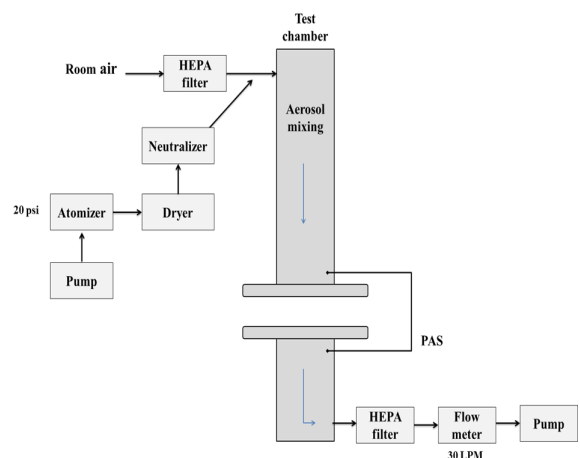 Test
chamber
Room air
HEPA
filter
Aerosol
mixing
Neutralizer
20 psi
Atomizer
Dryer
Pump
PAS
HEPA
filter
Flow
meter
Pump
30 LPM